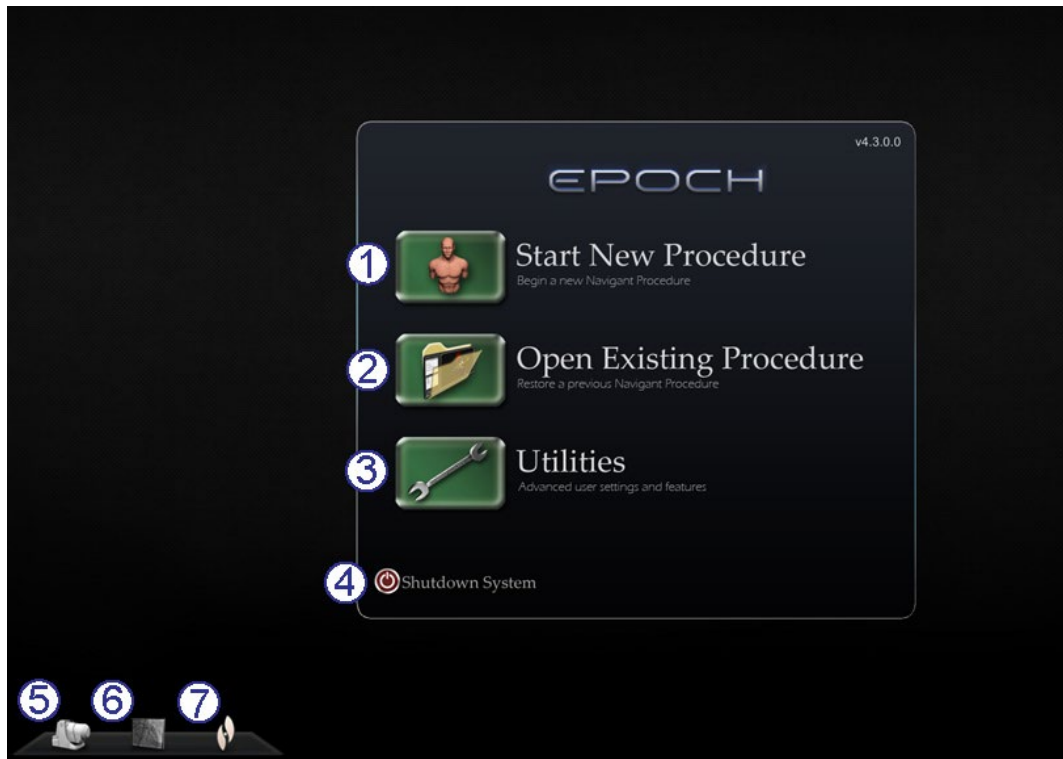 v4.3.0.0
EPOCH
1
Start New Procedure
Begin a new Navigant Procedure
2
Open Existing Procedure
Restore a previous Navigant Procedure
3
Utilities
Advanced user settings and features
4
Shutdown System
5
6
7